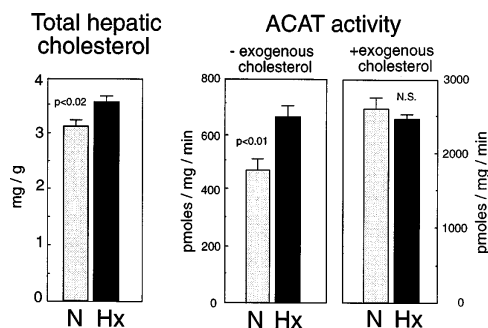 Total hepatic
cholesterol
ACAT activity
- exogenous
cholesterol
+exogenous
cholesterol
mg / g
4
3
2
1
0
p<0.02
N Hx
pmoles / mg / min
800
600
400
200
0
p<0.01
N Hx
N.S.
N Hx
3000
2000
1000
0
pmoles / mg / min